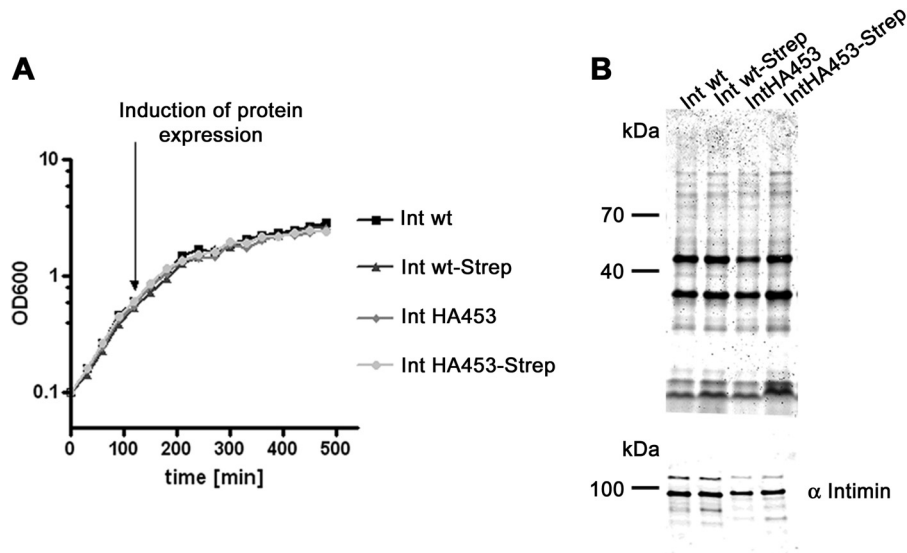 A
Induction of protein
expression
10
1
0.1
OD600
0 100 200 300 400 500
time [min]
Int wt
Int wt-Strep
Int HA453
Int HA453-Strep
B
Int wt
Int wt-Strep
IntHA453
IntHA453-Strep
kDa
70
40
kDa
100
α Intimin